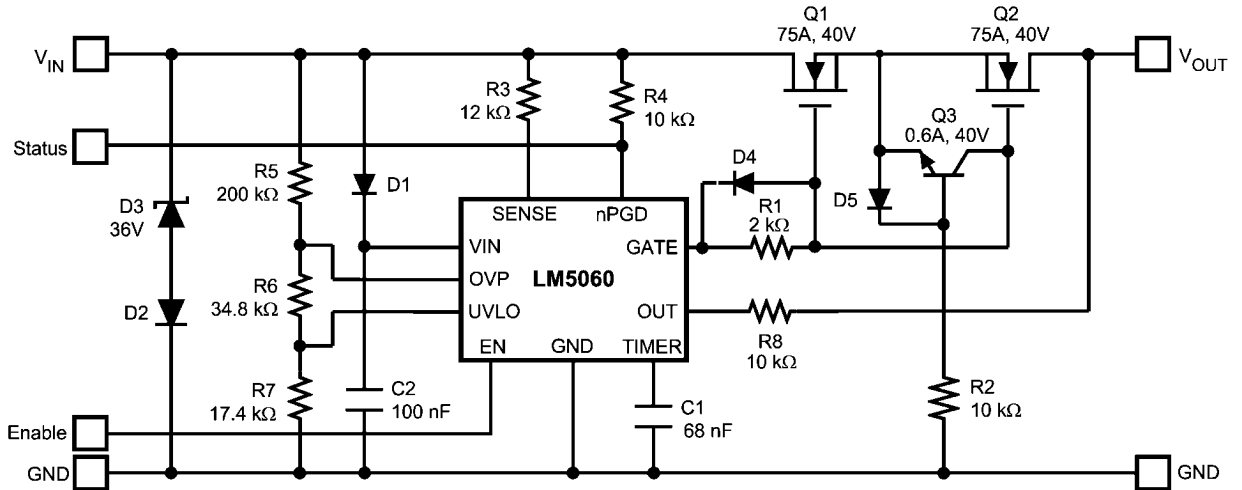 Q1
75A, 40V
Q2
75A, 40V
VIN
VOUT
R3
12 kΩ
R4
10 kΩ
Q3
0.6A, 40V
Status
D4
R5
200 kΩ
D1
D3
36V
SENSE
nPGD
R1
2 kΩ
D5
VIN
GATE
OVP
LM5060
R6
34.8 kΩ
D2
UVLO
OUT
EN
GND
TIMER
R8
10 kΩ
R7
17.4 kΩ
C2
100 nF
C1
68 nF
R2
10 kΩ
Enable
GND
GND